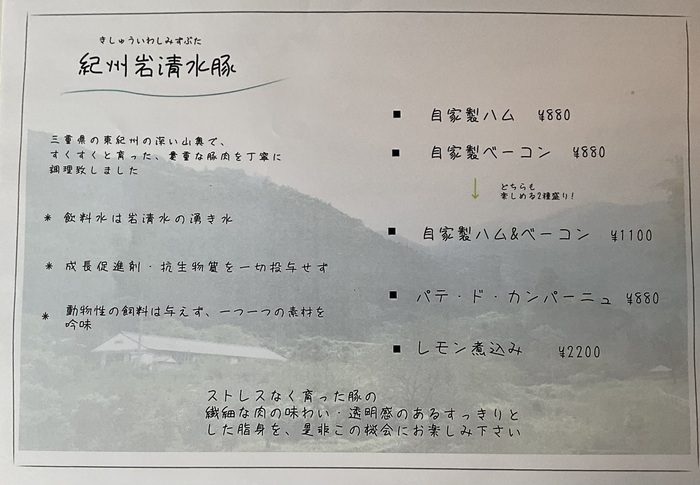 きしゅういわしみずぶた
紀州岩清水豚
三重県の東紀州の深い山奥で、
すくすくと育った、貴重な豚肉を丁寧に
調理致しました
* 飲料水は岩清水の湧き水
* 成長促進剤・抗生物質を一切投与せず
* 動物性の飼料は与えず、一つ一つの素材を
吟味
■ 自家製ハム ¥880
■ 自家製ベーコン ¥880
↓ どちらも
楽しめる2種盛り!
■ 自家製ハム&ベーコン ¥1100
■ パテ・ド・カンパーニュ ¥880
■ レモン煮込み ¥2200
ストレスなく育った豚の
繊細な肉の味わい・透明感のあるすっきりと
した脂身を、是非この機会にお楽しみ下さい